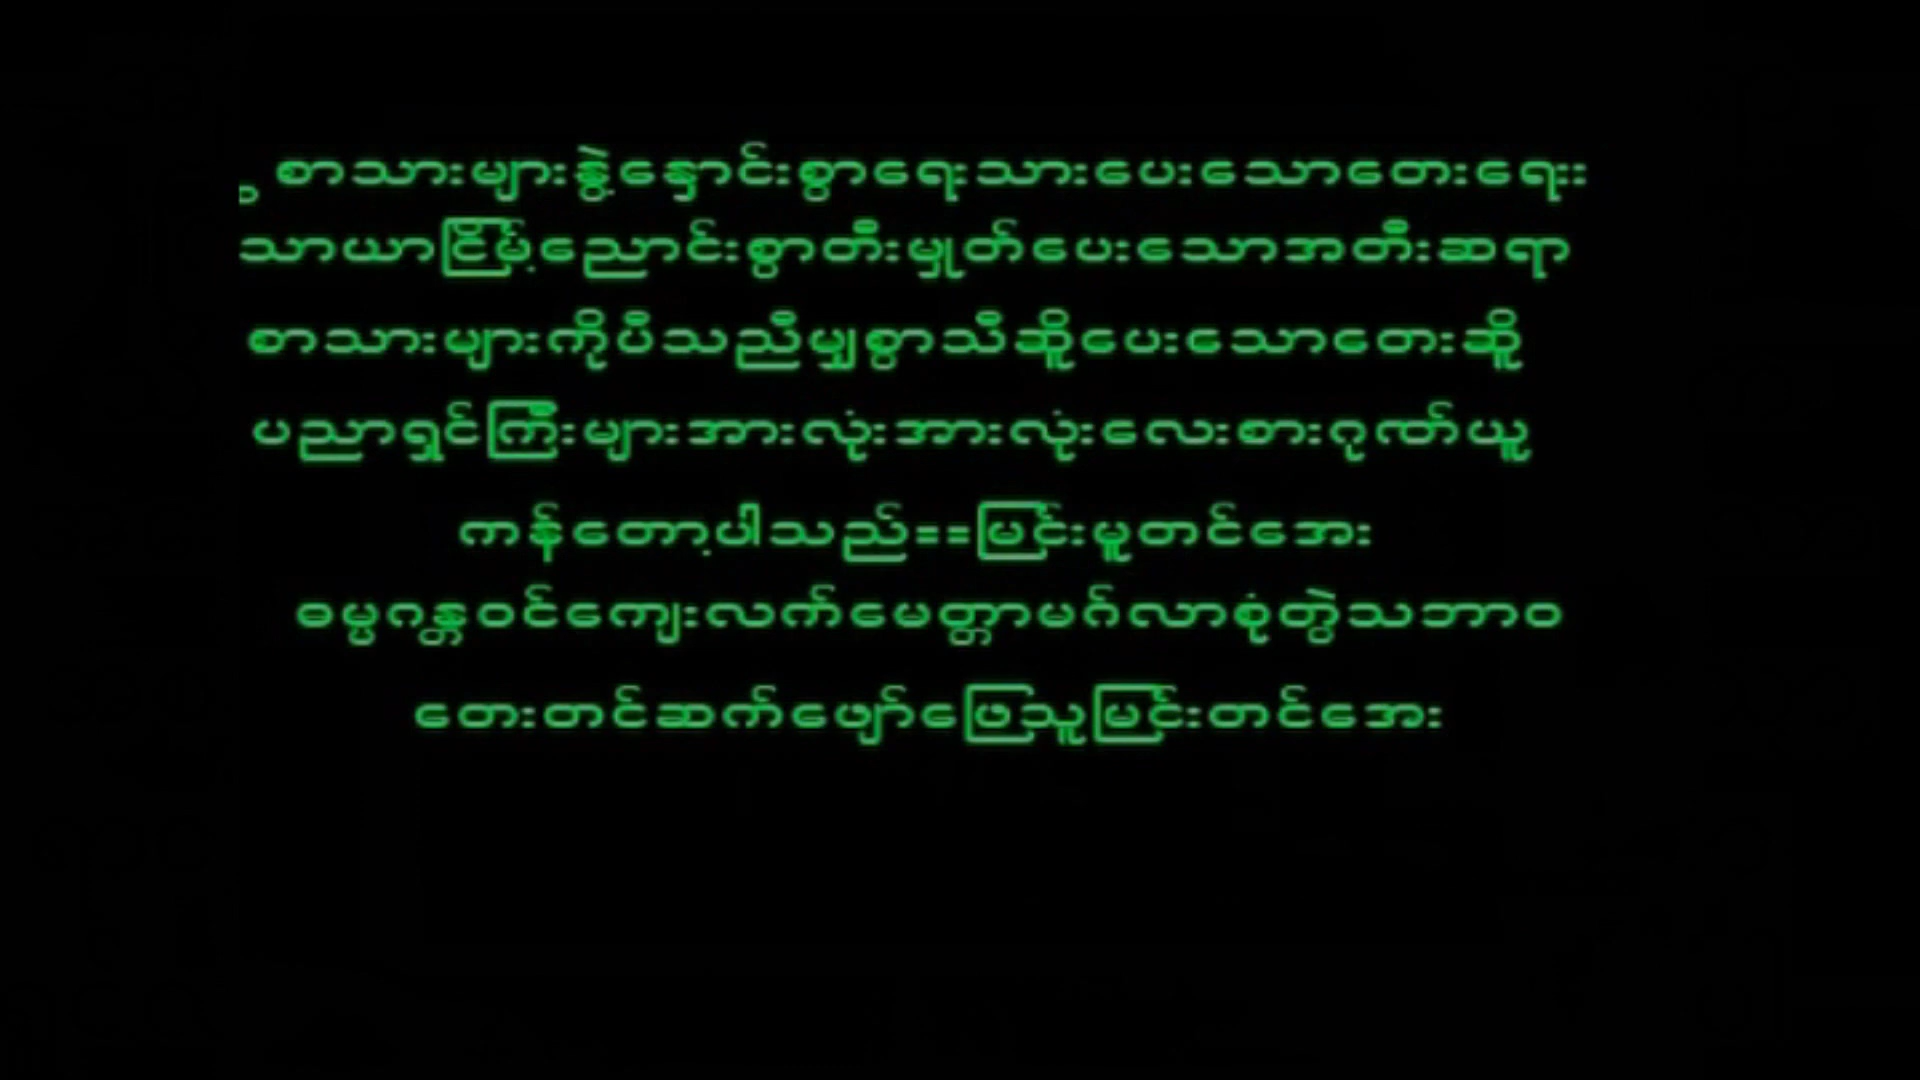 စာသားများနွဲ့နှောင်းစွာရေးသားပေးသောတေးရေးး
သာယာငြိမ့်ညောင်းစွာတီးမှုတ်ပေးသောအတီးဆရာ
စာသားများကိုပီသညီမျှစွာသီဆိုပေးသောတေးဆို
ပညာရှင်ကြီးများအားလုံးအားလုံးလေးစားဂုဏ်ယူ
ကန်တော့ပါသည်==မြင်းမူတင်အေး
ဓမ္မဂန္တဝင်ကျေးလက်မေတ္တာမဂ်လာစုံတွဲသဘာဝ
တေးတင်ဆက်ဖျော်ဖြေသူမြင်းတင်အေး